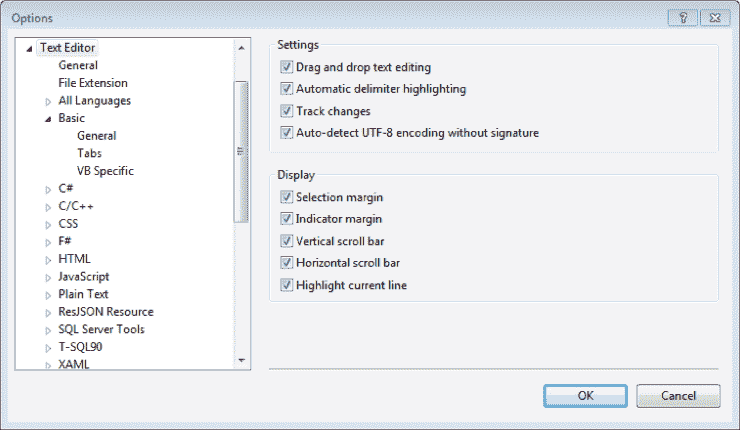 Options
Text Editor
General
File Extension
All Languages
Basic
General
Tabs
VB Specific
C#
C/C++
CSS
F#
HTML
JavaScript
Plain Text
ResJSON Resource
SQL Server Tools
T-SQL90
XAML
Settings
Drag and drop text editing
Automatic delimiter highlighting
Track changes
Auto-detect UTF-8 encoding without signature
Display
Selection margin
Indicator margin
Vertical scroll bar
Horizontal scroll bar
Highlight current line
OK
Cancel